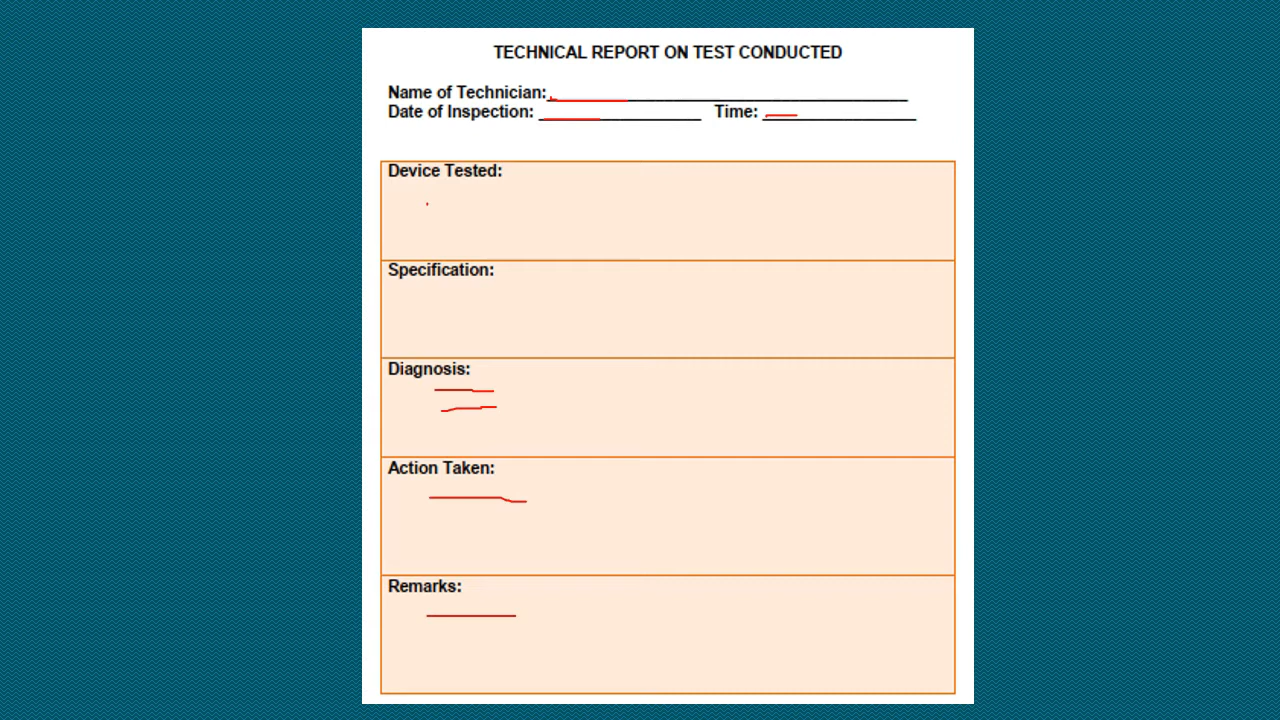 TECHNICAL REPORT ON TEST CONDUCTED
Name of Technician:
Date of Inspection: Time:
Device Tested:
Specification:
Diagnosis:
Action Taken:
Remarks: